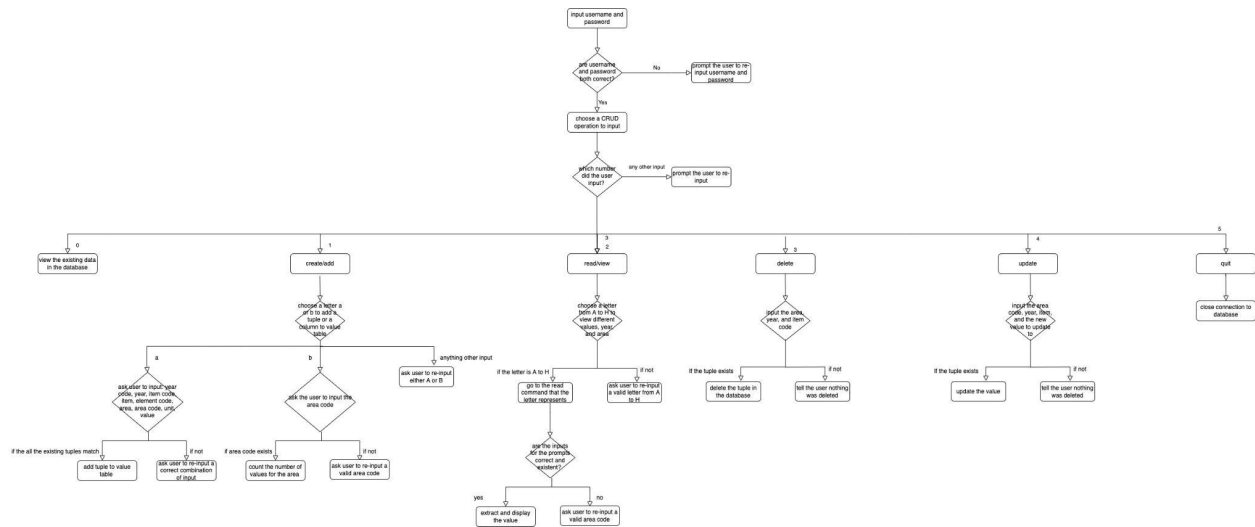 input username and
password
are username
and password
both correct?
No
prompt the user to re-
input username and
password
Yes
choose a CRUD
operation to input
which number
did the user
input?
any other input
prompt the user to re-
input
0
1
3
2
3
4
5
view the existing data
in the database
create/add
read/view
delete
update
quit
choose a letter a
or b to add a
tuple or a
column to value
table
choose a letter
from A to H to
view different
values, year,
and area
input the area,
year, and item
code
input the area
code, year, item,
and the new
value to update
to
close connection to
database
a
b
anything other input
ask user to re-input
either A or B
if the letter is A to H
if not
go to the read
command that the
letter represents
ask user to re-input
a valid letter from A
to H
If the tuple exists
if not
delete the tuple in
the database
tell the user nothing
was deleted
If the tuple exists
if not
update the value
tell the user nothing
was deleted
ask user to input: year
code, year, item code,
item, element code,
area, area code, unit,
value
ask the user to input the
area code
if the all the existing tuples match
if not
add tuple to value
table
ask user to re-input a
correct combination
of input
if area code exists
if not
count the number of
values for the area
ask user to re-input a
valid area code
are the inputs
for the prompts
correct and
existent?
yes
no
extract and display
the value
ask user to re-input a
valid area code